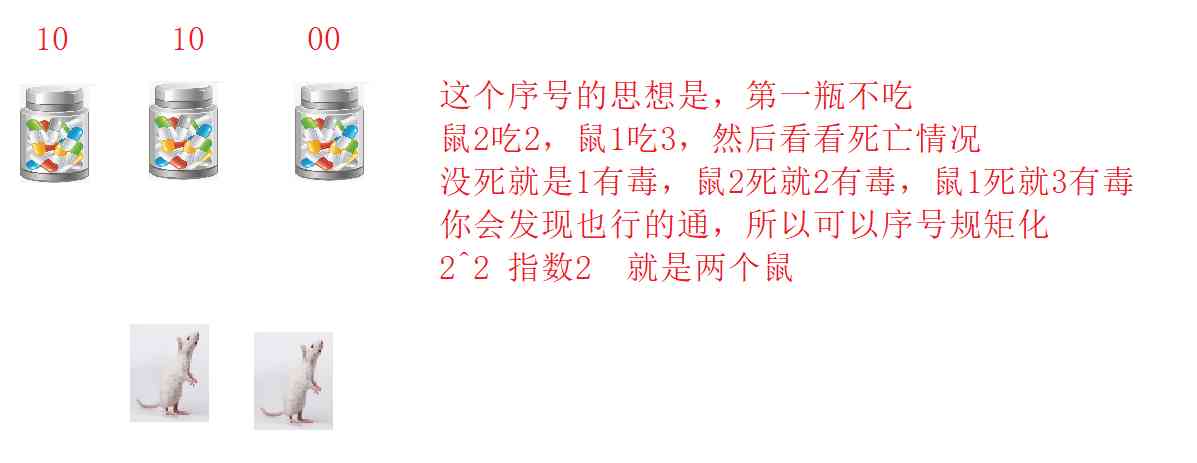 10 10 00
这个序号的思想是，第一瓶不吃
鼠2吃2，鼠1吃3，然后看看死亡情况
没死就是1有毒，鼠2死就2有毒，鼠1死就3有毒
你会发现也行的通，所以可以序号规矩化
2^2 指数2 就是两个鼠